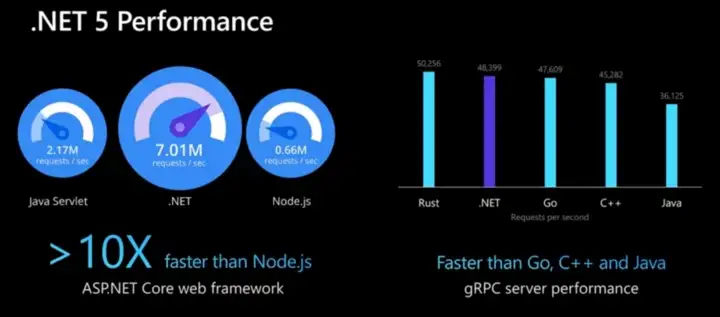 .NET 5 Performance
2.17M
requests / sec
Java Servlet
7.01M
requests / sec
.NET
0.66M
requests / sec
Node.js
> 10X faster than Node.js
ASP.NET Core web framework
50,256
48,399
47,609
45,282
36,125
Rust
.NET
Go
C++
Java
Requests per second
Faster than Go, C++ and Java
gRPC server performance